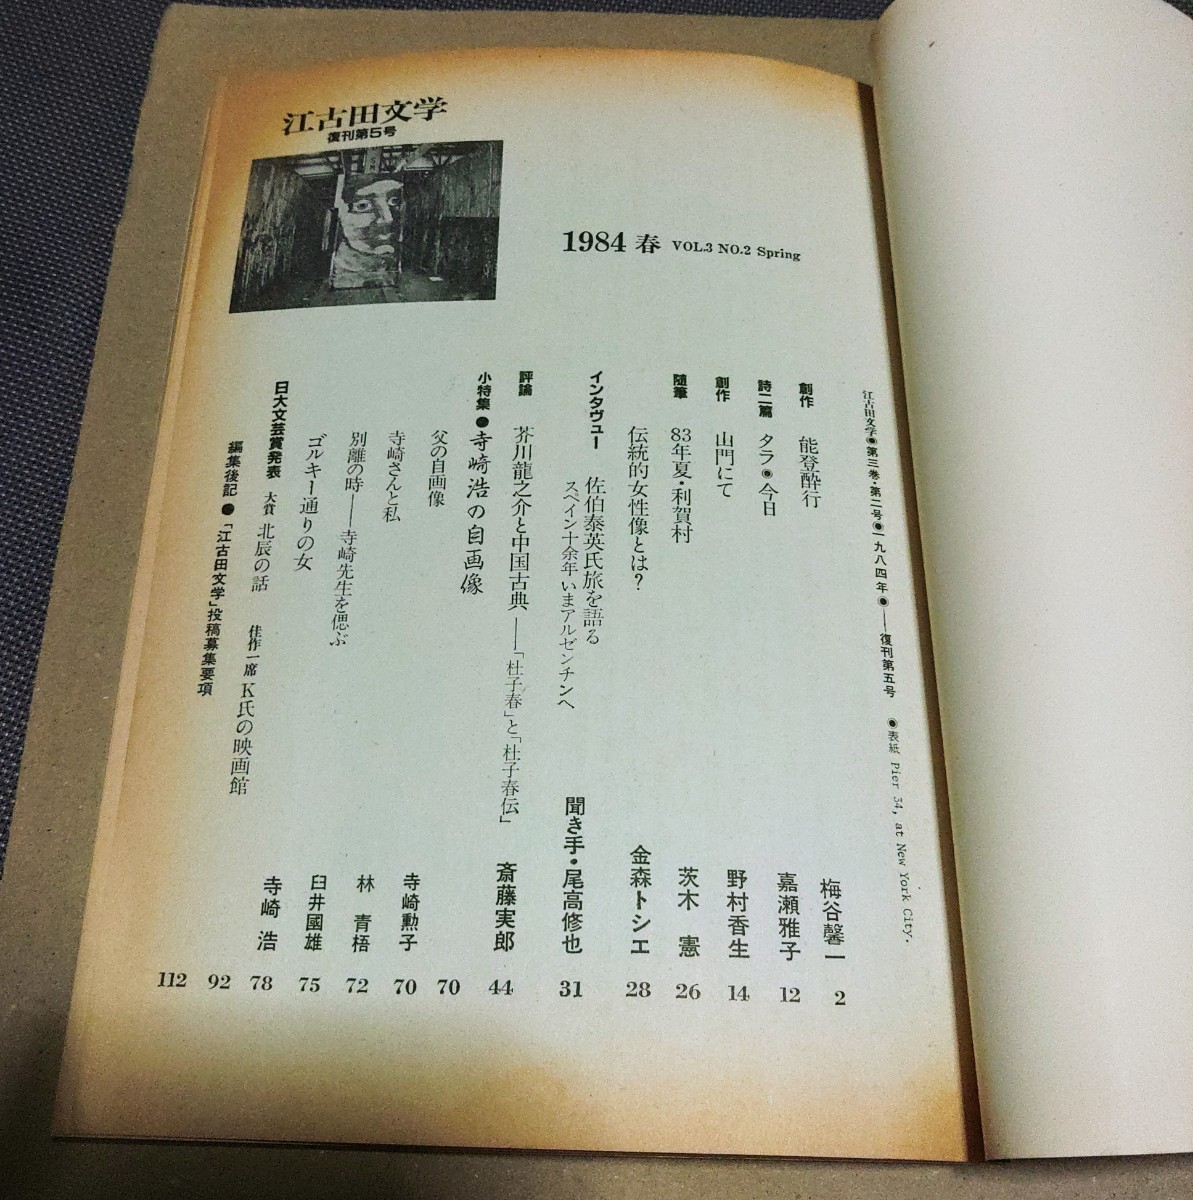 江古田文学
復刊第5号
1984 春 VOL.3 NO.2 Spring
江古田文学●第三巻・第二号●一九八四年●──復刊第五号 ●表紙 Pier 34, at New York City.
創作 能登酔行 梅谷馨一 2
詩二篇 タラ●今日 嘉瀬雅子 12
創作 山門にて 野村香生 14
随筆 83年夏・利賀村 茨木 憲 26
伝統的女性像とは? 金森トシエ 28
インタヴュー 佐伯泰英氏旅を語る
スペイン十余年いまアルゼンチンへ
聞き手・尾高修也 31
評論 芥川龍之介と中国古典──「杜子春」と「杜子春伝」 斎藤実郎 44
小特集●寺崎浩の自画像
父の自画像 70
寺崎さんと私 寺崎勲子 70
別離の時──寺崎先生を偲ぶ 林 青梧 72
ゴルキー通りの女 臼井國雄 75
寺崎 浩 78
日大文芸賞発表 大賞 北辰の話 佳作一席 K氏の映画館 92
編集後記●「江古田文学」投稿募集要項 112